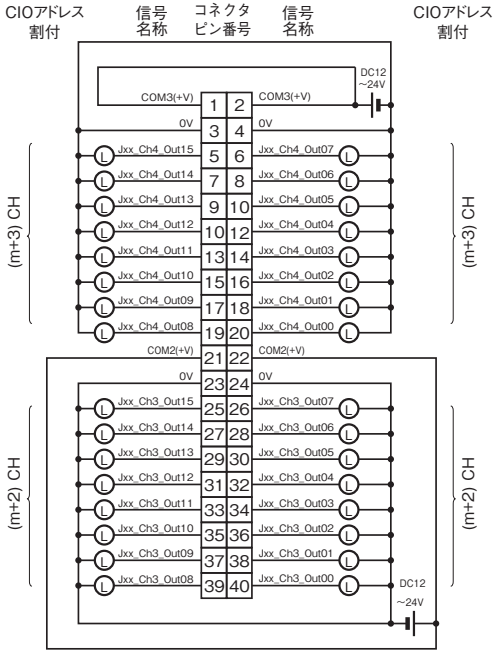 CIOアドレス 割付 信号 名称 コネクタ ピン番号 信号 名称 CIOアドレス 割付
DC12
～24V
COM3(+V) 1 2 COM3(+V)
0V 3 4 0V
L Jxx_Ch4_Out15 5 6 Jxx_Ch4_Out07 L
L Jxx_Ch4_Out14 7 8 Jxx_Ch4_Out06 L
L Jxx_Ch4_Out13 9 10 Jxx_Ch4_Out05 L
L Jxx_Ch4_Out12 10 12 Jxx_Ch4_Out04 L
L Jxx_Ch4_Out11 13 14 Jxx_Ch4_Out03 L
L Jxx_Ch4_Out10 15 16 Jxx_Ch4_Out02 L
L Jxx_Ch4_Out09 17 18 Jxx_Ch4_Out01 L
L Jxx_Ch4_Out08 19 20 Jxx_Ch4_Out00 L
(m+3) CH
(m+3) CH
COM2(+V) 21 22 COM2(+V)
0V 23 24 0V
L Jxx_Ch3_Out15 25 26 Jxx_Ch3_Out07 L
L Jxx_Ch3_Out14 27 28 Jxx_Ch3_Out06 L
L Jxx_Ch3_Out13 29 30 Jxx_Ch3_Out05 L
L Jxx_Ch3_Out12 31 32 Jxx_Ch3_Out04 L
L Jxx_Ch3_Out11 33 34 Jxx_Ch3_Out03 L
L Jxx_Ch3_Out10 35 36 Jxx_Ch3_Out02 L
L Jxx_Ch3_Out09 37 38 Jxx_Ch3_Out01 L
L Jxx_Ch3_Out08 39 40 Jxx_Ch3_Out00 L
(m+2) CH
(m+2) CH
DC12
～24V